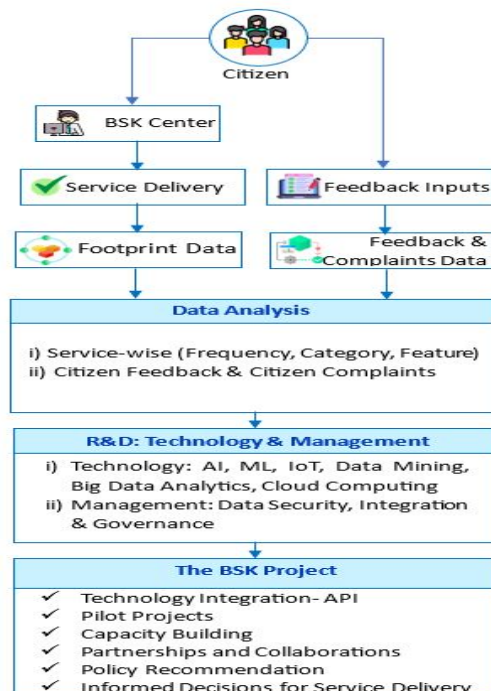 Citizen
BSK Center
Service Delivery
Feedback Inputs
Footprint Data
Feedback &
Complaints Data
Data Analysis
i) Service-wise (Frequency, Category, Feature)
ii) Citizen Feedback & Citizen Complaints
R&D: Technology & Management
i) Technology: AI, ML, IoT, Data Mining,
Big Data Analytics, Cloud Computing
ii) Management: Data Security, Integration
& Governance
The BSK Project
✓ Technology Integration- API
✓ Pilot Projects
✓ Capacity Building
✓ Partnerships and Collaborations
✓ Policy Recommendation
✓ Informed Decisions for Service Delivery